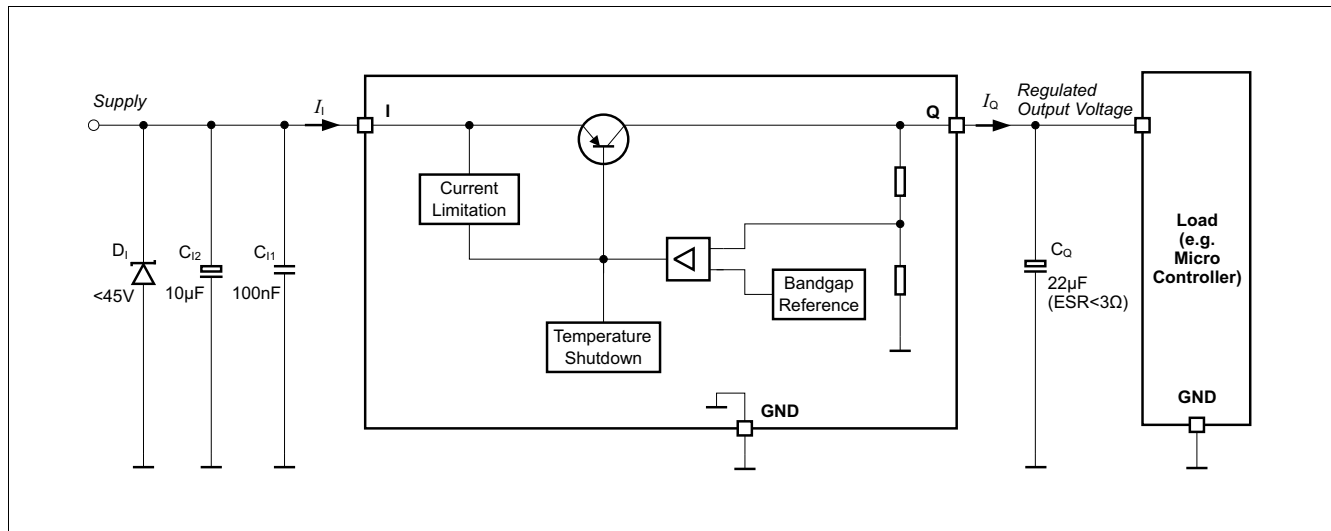 Supply
I_I
I
Q
I_Q
Regulated
Output Voltage
Current
Limitation
Load
(e.g.
Micro
Controller)
D_I
<45V
C_I2
10µF
C_I1
100nF
Bandgap
Reference
C_Q
22µF
(ESR<3Ω)
Temperature
Shutdown
GND
GND